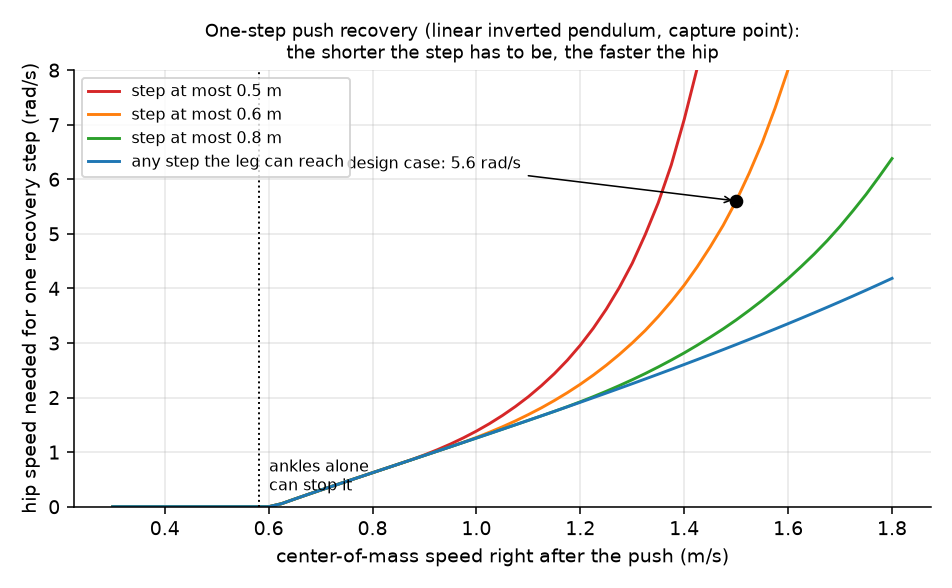 One-step push recovery (linear inverted pendulum, capture point):
the shorter the step has to be, the faster the hip
hip speed needed for one recovery step (rad/s)
8
7
6
5
4
3
2
1
0
step at most 0.5 m
step at most 0.6 m
step at most 0.8 m
any step the leg can reach
design case: 5.6 rad/s
ankles alone
can stop it
0.4
0.6
0.8
1.0
1.2
1.4
1.6
1.8
center-of-mass speed right after the push (m/s)